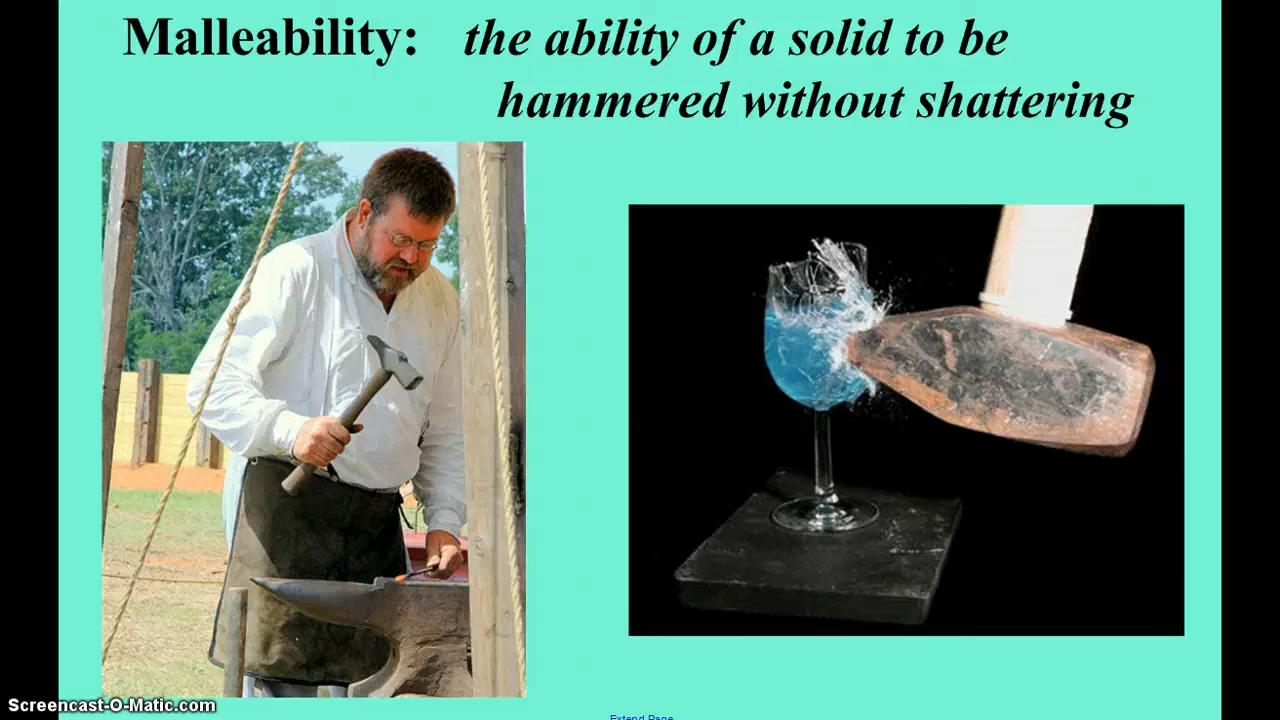 Malleability: the ability of a solid to be
hammered without shattering
Screencast-O-Matic.com
Extend Page